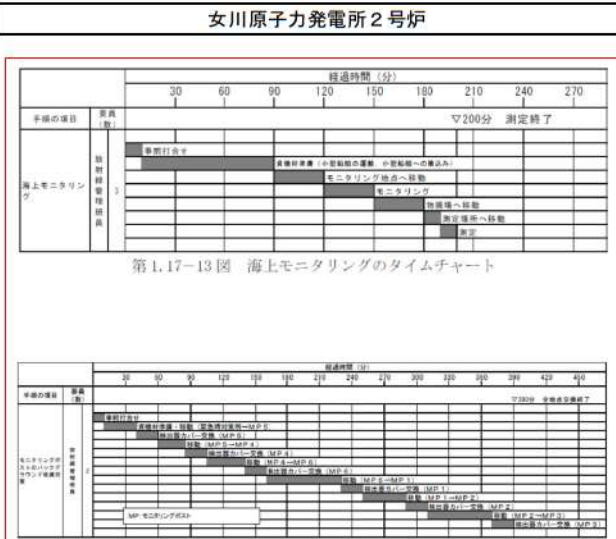 女川原子力発電所２号炉
経過時間（分）
30 60 90 120 150 180 210 240 270
手順の項目 要員（数） ▽200分 測定終了
海上モニタリング 放射線管理班員 3
事前打合せ
資機材準備（小型船舶の運搬、小型船舶への積込み）
モニタリング地点へ移動
モニタリング
物揚場へ移動
測定場所へ移動
測定
第1.17－13図 海上モニタリングのタイムチャート
経過時間（分）
30 60 90 120 150 180 210 240 270 300 330 360 390 420 450
手順の項目 要員（数） 全地点交換終了
モニタリングポストのバックグラウンド低減対策 放射線管理班員 2
事前打合せ
資機材準備・移動（緊急時対策所→MP5）
検出器カバー交換（MP5）
移動（MP5→MP4）
検出器カバー交換（MP4）
移動（MP4→MP6）
検出器カバー交換（MP6）
移動（MP6→MP1）
検出器カバー交換（MP1）
移動（MP1→MP2）
検出器カバー交換（MP2）
移動（MP2→MP3）
検出器カバー交換（MP3）
MP:モニタリングポスト